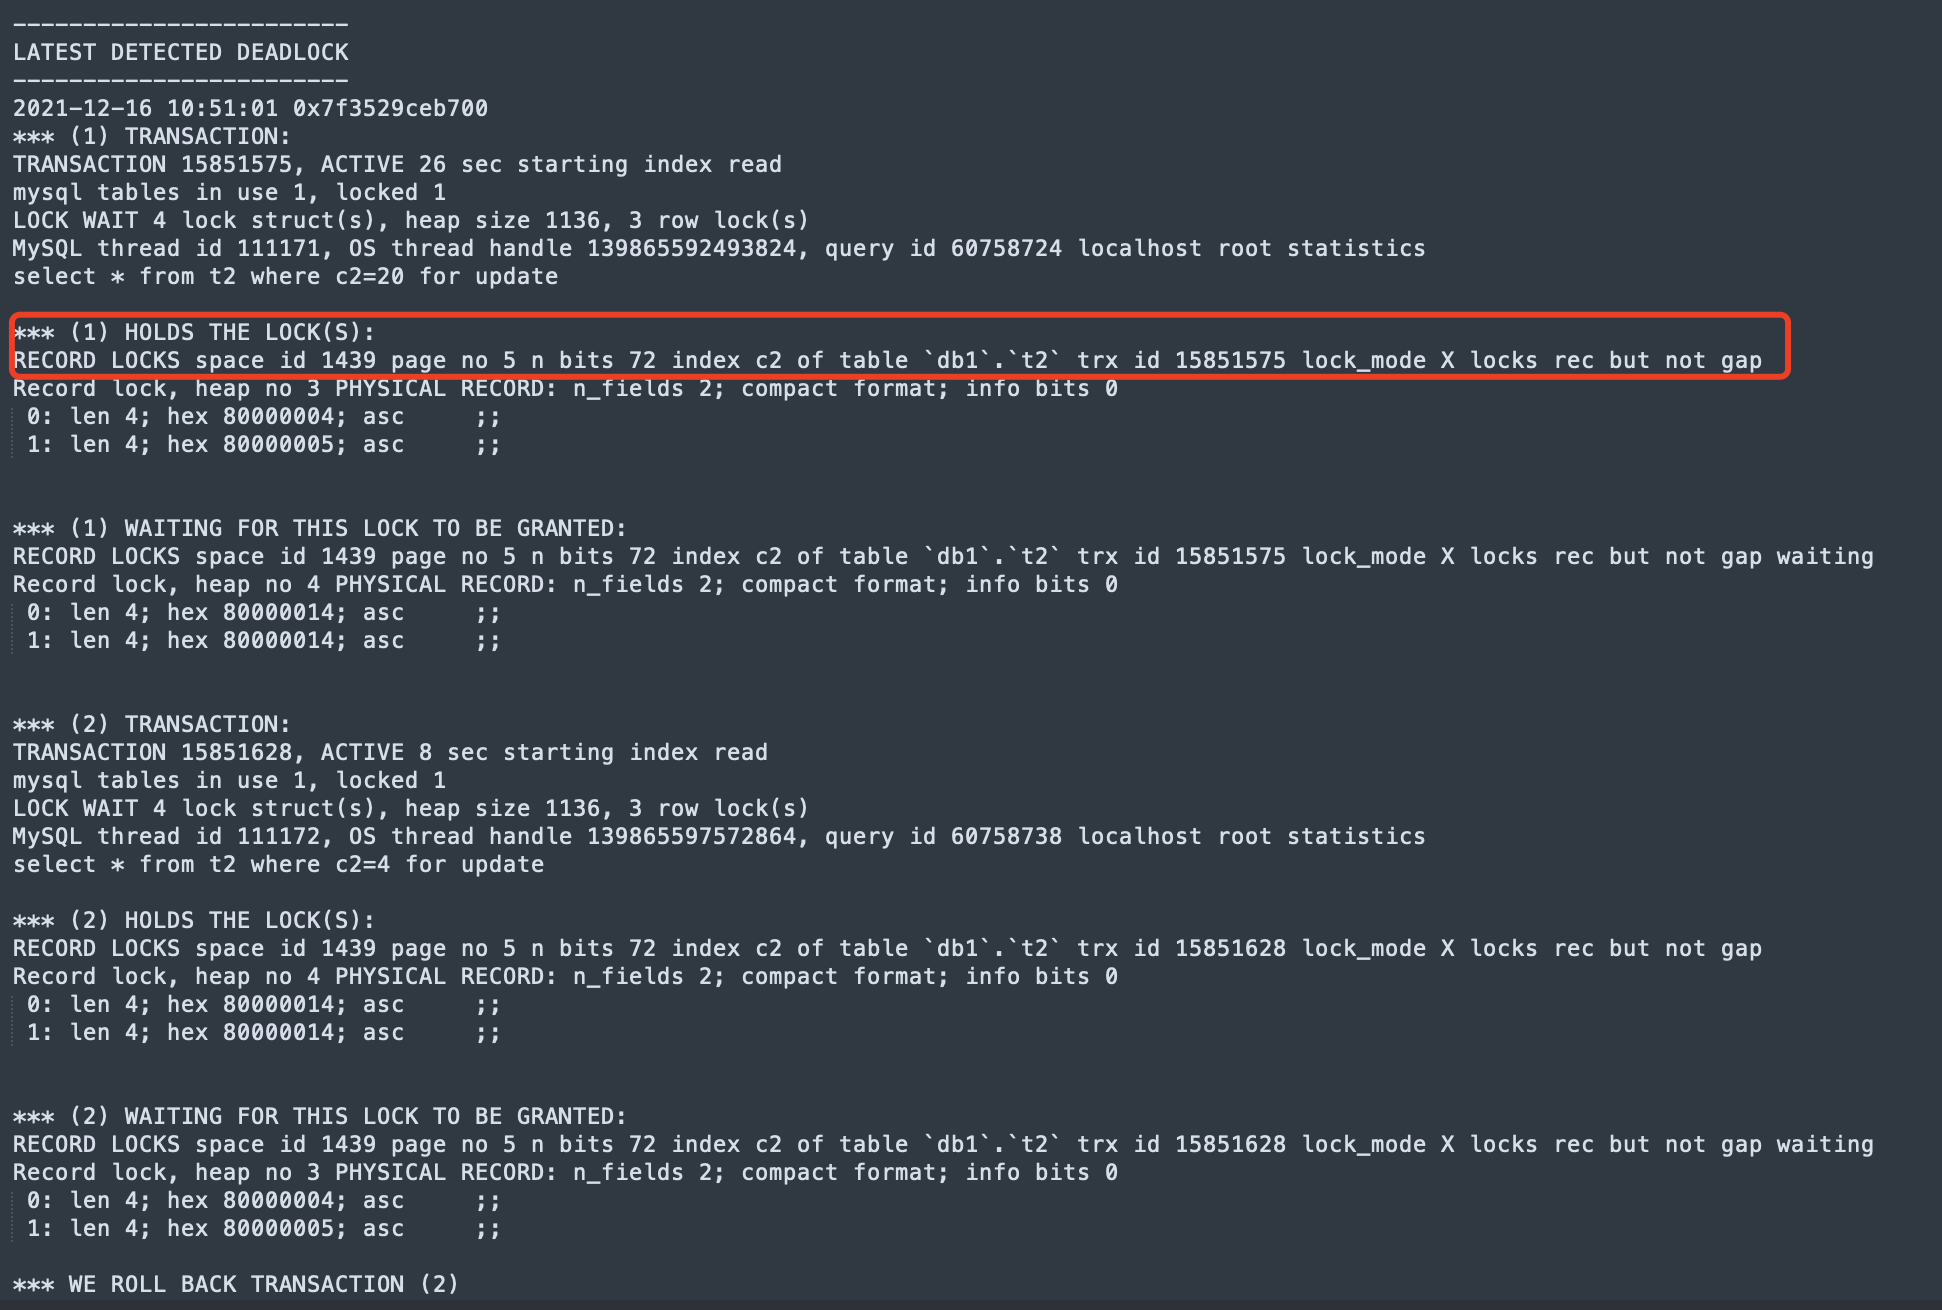 ------------------------
LATEST DETECTED DEADLOCK
------------------------
2021-12-16 10:51:01 0x7f3529ceb700
*** (1) TRANSACTION:
TRANSACTION 15851575, ACTIVE 26 sec starting index read
mysql tables in use 1, locked 1
LOCK WAIT 4 lock struct(s), heap size 1136, 3 row lock(s)
MySQL thread id 111171, OS thread handle 139865592493824, query id 60758724 localhost root statistics
select * from t2 where c2=20 for update
*** (1) HOLDS THE LOCK(S):
RECORD LOCKS space id 1439 page no 5 n bits 72 index c2 of table `db1`.`t2` trx id 15851575 lock_mode X locks rec but not gap
Record lock, heap no 3 PHYSICAL RECORD: n_fields 2; compact format; info bits 0
 0: len 4; hex 80000004; asc     ;;
 1: len 4; hex 80000005; asc     ;;
*** (1) WAITING FOR THIS LOCK TO BE GRANTED:
RECORD LOCKS space id 1439 page no 5 n bits 72 index c2 of table `db1`.`t2` trx id 15851575 lock_mode X locks rec but not gap waiting
Record lock, heap no 4 PHYSICAL RECORD: n_fields 2; compact format; info bits 0
 0: len 4; hex 80000014; asc     ;;
 1: len 4; hex 80000014; asc     ;;
*** (2) TRANSACTION:
TRANSACTION 15851628, ACTIVE 8 sec starting index read
mysql tables in use 1, locked 1
LOCK WAIT 4 lock struct(s), heap size 1136, 3 row lock(s)
MySQL thread id 111172, OS thread handle 139865597572864, query id 60758738 localhost root statistics
select * from t2 where c2=4 for update
*** (2) HOLDS THE LOCK(S):
RECORD LOCKS space id 1439 page no 5 n bits 72 index c2 of table `db1`.`t2` trx id 15851628 lock_mode X locks rec but not gap
Record lock, heap no 4 PHYSICAL RECORD: n_fields 2; compact format; info bits 0
 0: len 4; hex 80000014; asc     ;;
 1: len 4; hex 80000014; asc     ;;
*** (2) WAITING FOR THIS LOCK TO BE GRANTED:
RECORD LOCKS space id 1439 page no 5 n bits 72 index c2 of table `db1`.`t2` trx id 15851628 lock_mode X locks rec but not gap waiting
Record lock, heap no 3 PHYSICAL RECORD: n_fields 2; compact format; info bits 0
 0: len 4; hex 80000004; asc     ;;
 1: len 4; hex 80000005; asc     ;;
*** WE ROLL BACK TRANSACTION (2)